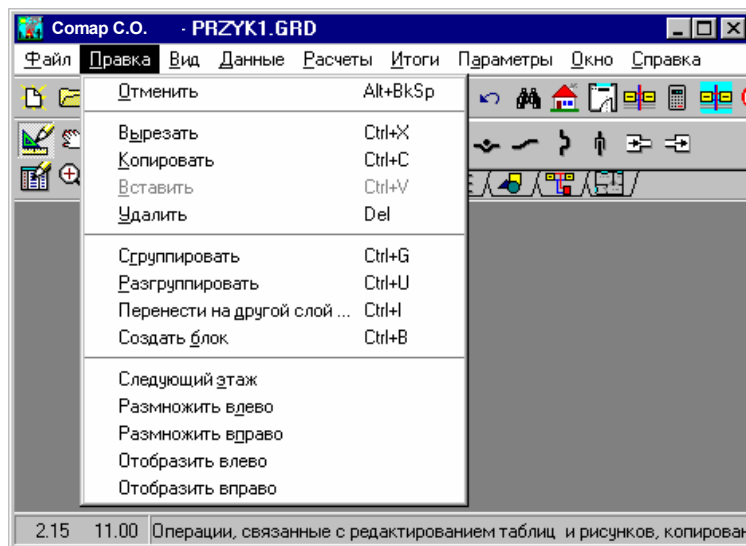 Comap C.O. - PRZYK1.GRD
Файл Правка Вид Данные Расчеты Итоги Параметры Окно Справка
Отменить Alt+BkSp
Вырезать Ctrl+X
Копировать Ctrl+C
Вставить Ctrl+V
Удалить Del
Сгруппировать Ctrl+G
Разгруппировать Ctrl+U
Перенести на другой слой ... Ctrl+I
Создать блок Ctrl+B
Следующий этаж
Размножить влево
Размножить вправо
Отобразить влево
Отобразить вправо
2.15 11.00 Операции, связанные с редактированием таблиц и рисунков, копирован